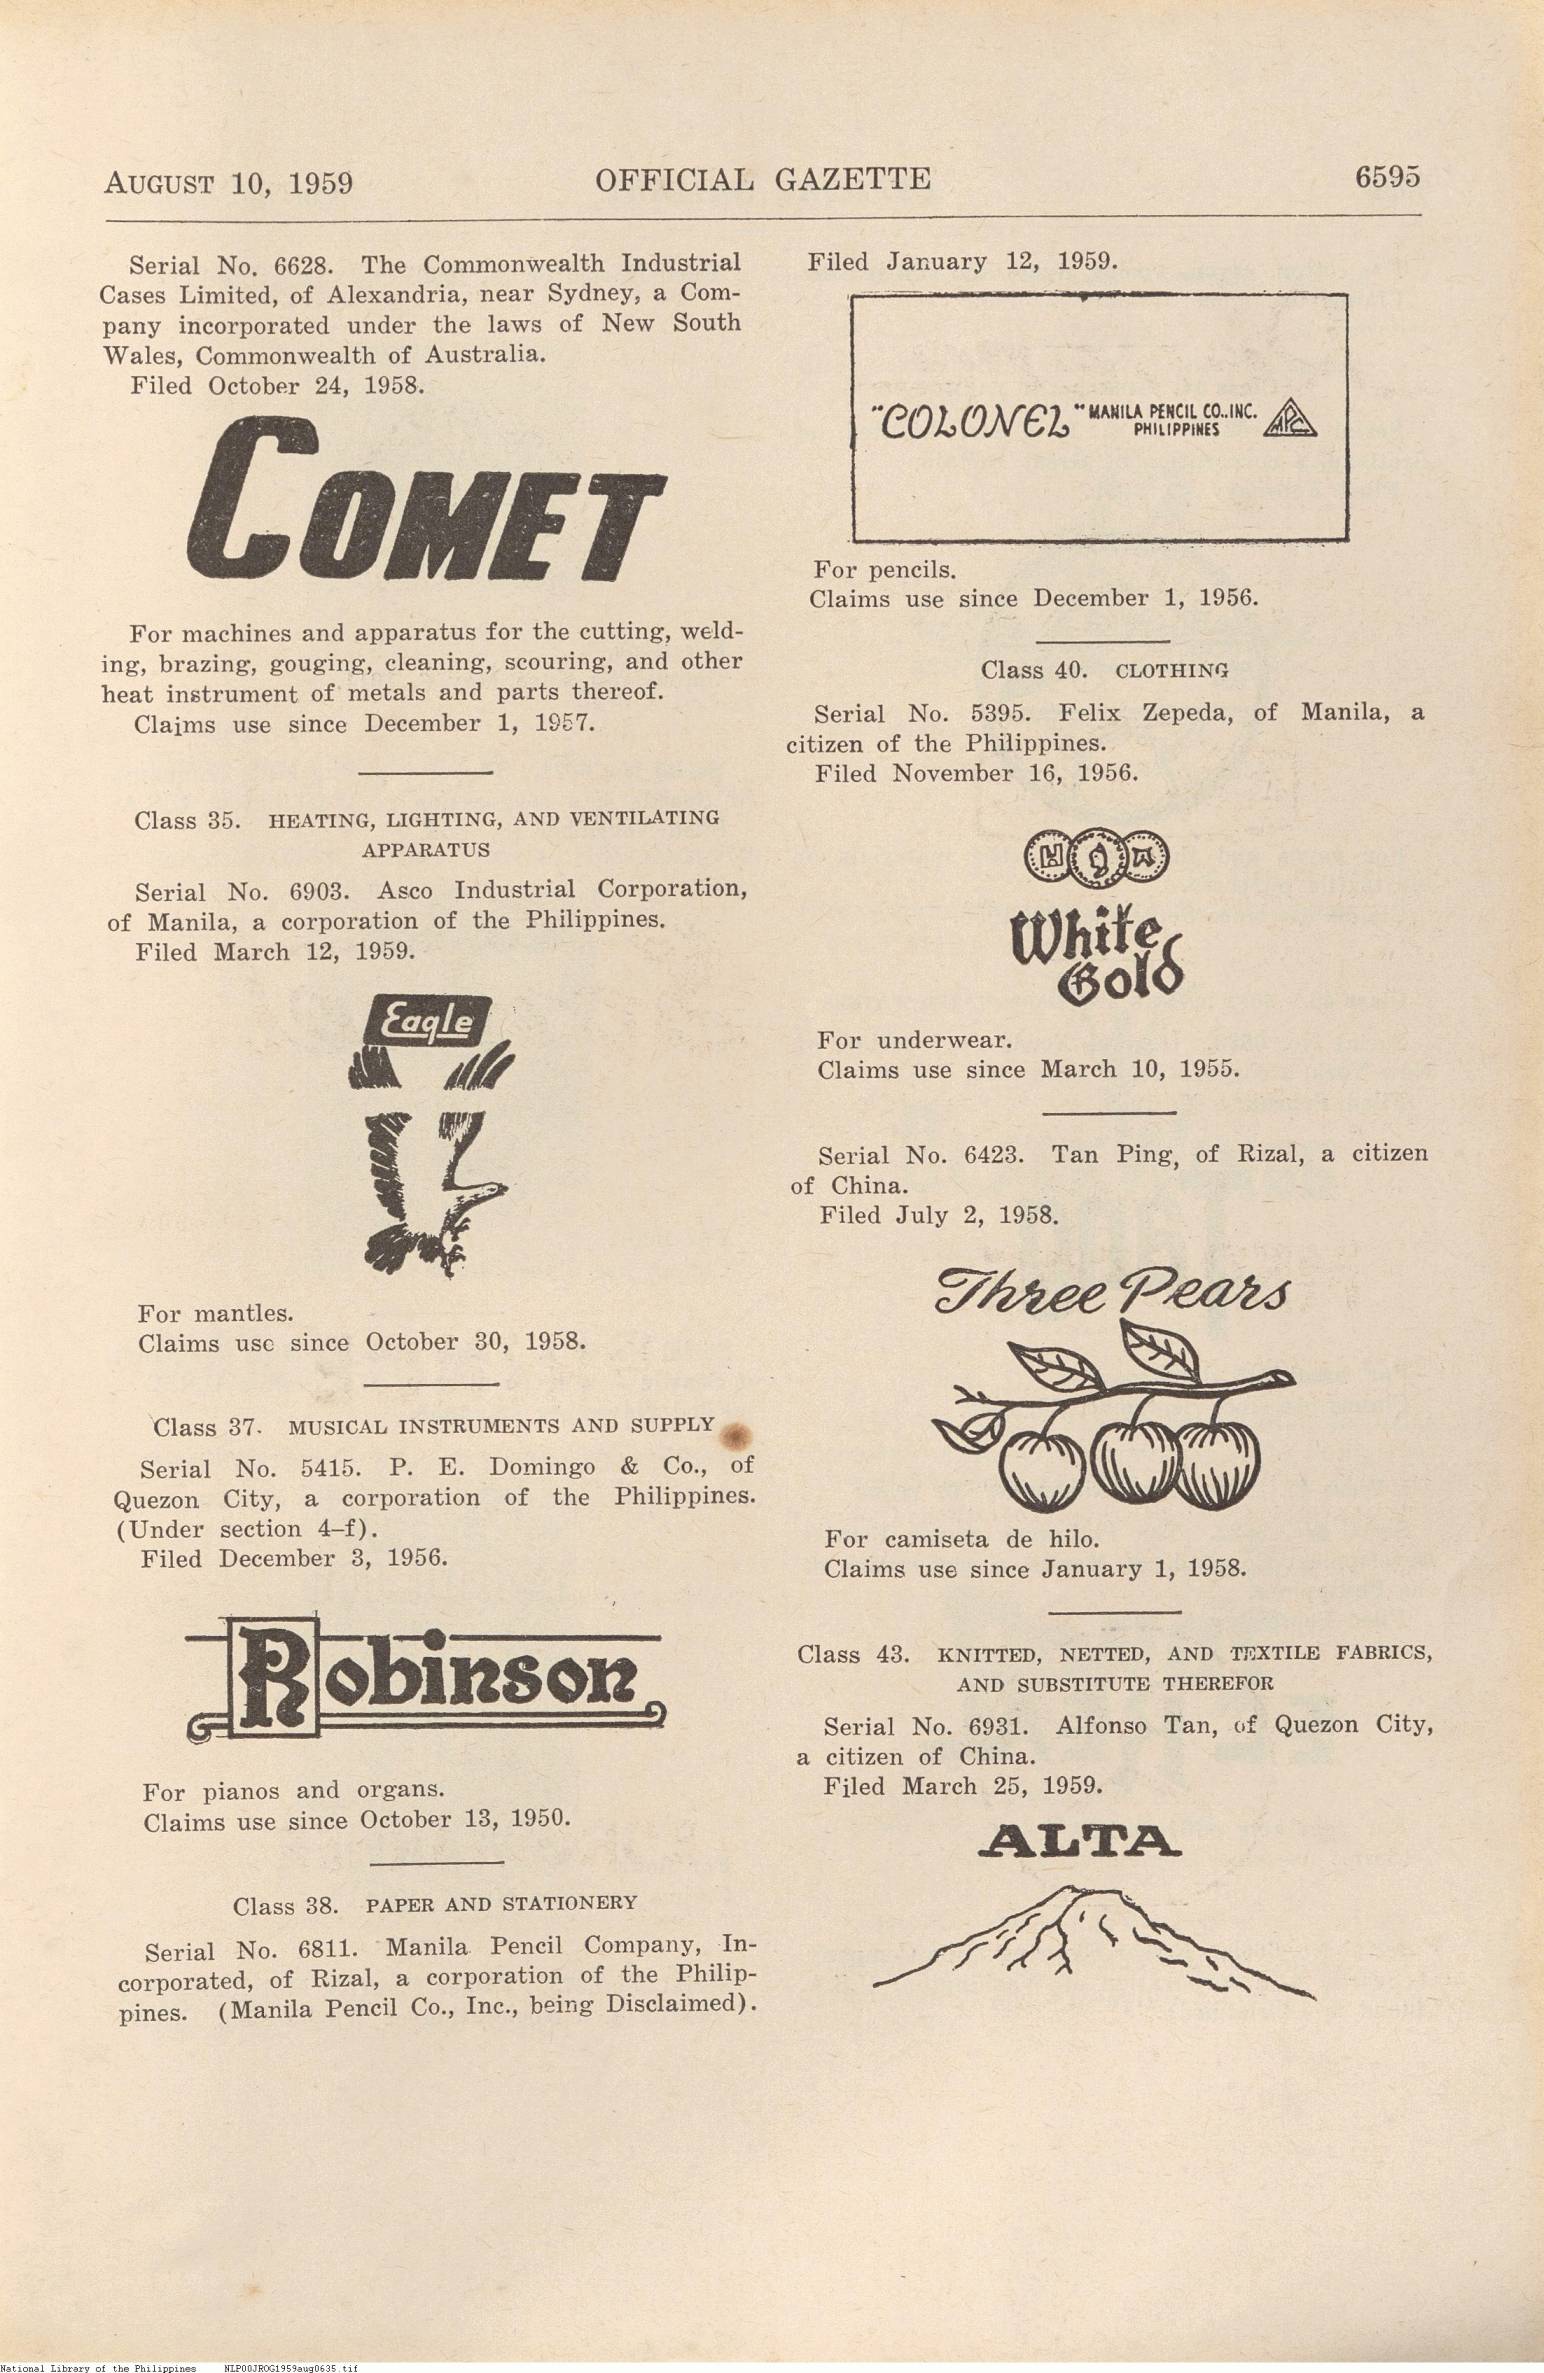 AUGUST 10, 1959
OFFICIAL GAZETTE
6595
Serial No. 6628. The Commonwealth Industrial
Cases Limited, of Alexandria, near Sydney, a Com-
pany incorporated under the laws of New South
Wales, Commonwealth of Australia.
Filed October 24, 1958.
COMET
For machines and apparatus for the cutting, weld-
ing, brazing, gouging, cleaning, scouring, and other
heat instrument of metals and parts thereof.
Claims use since December 1, 1957.
Class 35. HEATING, LIGHTING, AND VENTILATING
APPARATUS
Serial No. 6903. Asco Industrial Corporation,
of Manila, a corporation of the Philippines.
Filed March 12, 1959.
Eagle
For mantles.
Claims use since October 30, 1958.
Class 37. MUSICAL INSTRUMENTS AND SUPPLY
Serial No. 5415. P. E. Domingo & Co., of
Quezon City, a corporation of the Philippines.
(Under section 4–f).
Filed December 3, 1956.
Robinson
For pianos and organs.
Claims use since October 13, 1950.
Class 38. PAPER AND STATIONERY
Serial No. 6811. Manila Pencil Company, In-
corporated, of Rizal, a corporation of the Philip-
pines. (Manila Pencil Co., Inc., being Disclaimed).
Filed January 12, 1959.
"COLONEL" MANILA PENCIL CO., INC.
PHILIPPINES
MPC
For pencils.
Claims use since December 1, 1956.
Class 40. CLOTHING
Serial No. 5395. Felix Zepeda, of Manila, a
citizen of the Philippines.
Filed November 16, 1956.
White
Gold
For underwear.
Claims use since March 10, 1955.
Serial No. 6423. Tan Ping, of Rizal, a citizen
of China.
Filed July 2, 1958.
Three Pears
For camiseta de hilo.
Claims use since January 1, 1958.
Class 43. KNITTED, NETTED, AND TEXTILE FABRICS,
AND SUBSTITUTE THEREFOR
Serial No. 6931. Alfonso Tan, of Quezon City,
a citizen of China.
Filed March 25, 1959.
ALTA
National Library of the Philippines NLP00JROG1959aug0635.tif